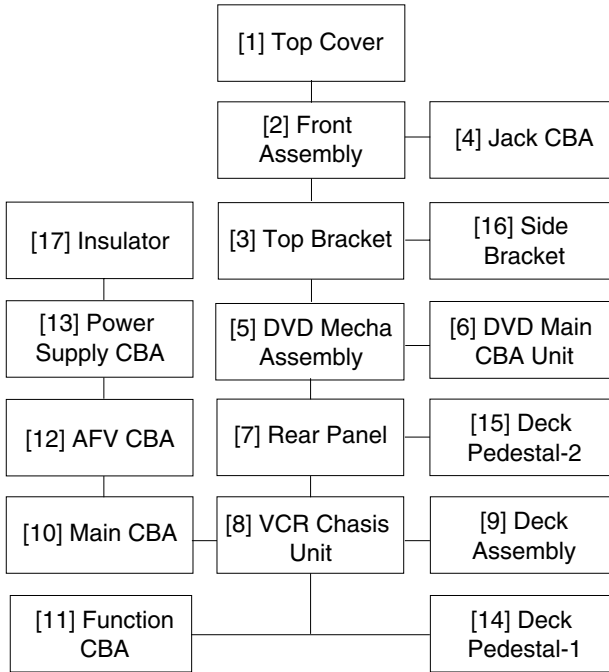 [1] Top Cover
[2] Front
Assembly
[4] Jack CBA
[17] Insulator
[3] Top Bracket
[16] Side
Bracket
[13] Power
Supply CBA
[5] DVD Mecha
Assembly
[6] DVD Main
CBA Unit
[12] AFV CBA
[7] Rear Panel
[15] Deck
Pedestal-2
[10] Main CBA
[8] VCR Chasis
Unit
[9] Deck
Assembly
[11] Function
CBA
[14] Deck
Pedestal-1